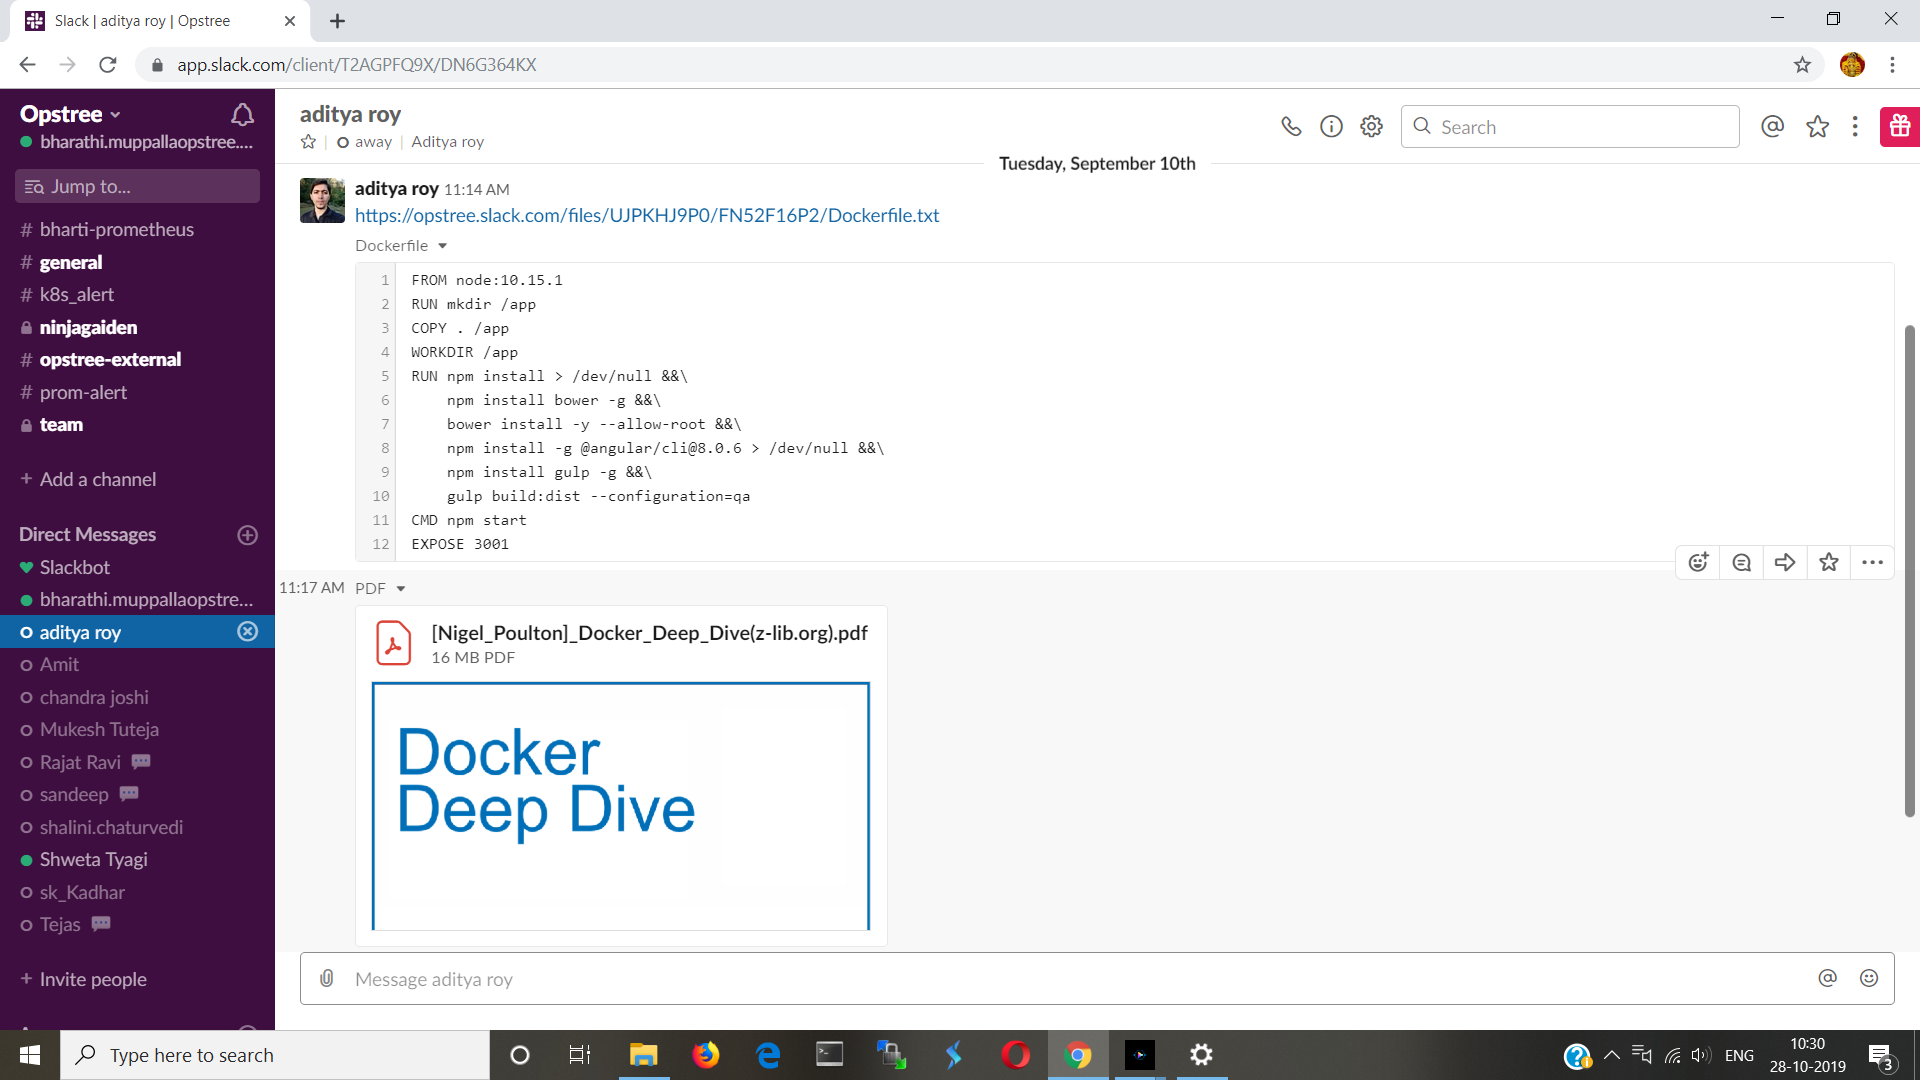 Slack | aditya roy | Opstree
app.slack.com/client/T2AGPFQ9X/DN6G364KX
Opstree
bharathi.muppallaopstree....
Jump to...
# bharti-prometheus
# general
# k8s_alert
ninjagaiden
# opstree-external
# prom-alert
team
+ Add a channel
Direct Messages
Slackbot
bharathi.muppallaopstre...
aditya roy
Amit
chandra joshi
Mukesh Tuteja
Rajat Ravi
sandeep
shalini.chaturvedi
Shweta Tyagi
sk_Kadhar
Tejas
+ Invite people
aditya roy
away | Aditya roy
Search
Tuesday, September 10th
aditya roy 11:14 AM
https://opstree.slack.com/files/UJPKHJ9P0/FN52F16P2/Dockerfile.txt
Dockerfile
1 FROM node:10.15.1
2 RUN mkdir /app
3 COPY . /app
4 WORKDIR /app
5 RUN npm install > /dev/null &&\
6 npm install bower -g &&\
7 bower install -y --allow-root &&\
8 npm install -g @angular/cli@8.0.6 > /dev/null &&\
9 npm install gulp -g &&\
10 gulp build:dist --configuration=qa
11 CMD npm start
12 EXPOSE 3001
11:17 AM PDF
[Nigel_Poulton]_Docker_Deep_Dive(z-lib.org).pdf
16 MB PDF
Docker
Deep Dive
Message aditya roy
Type here to search
ENG
10:30
28-10-2019
3